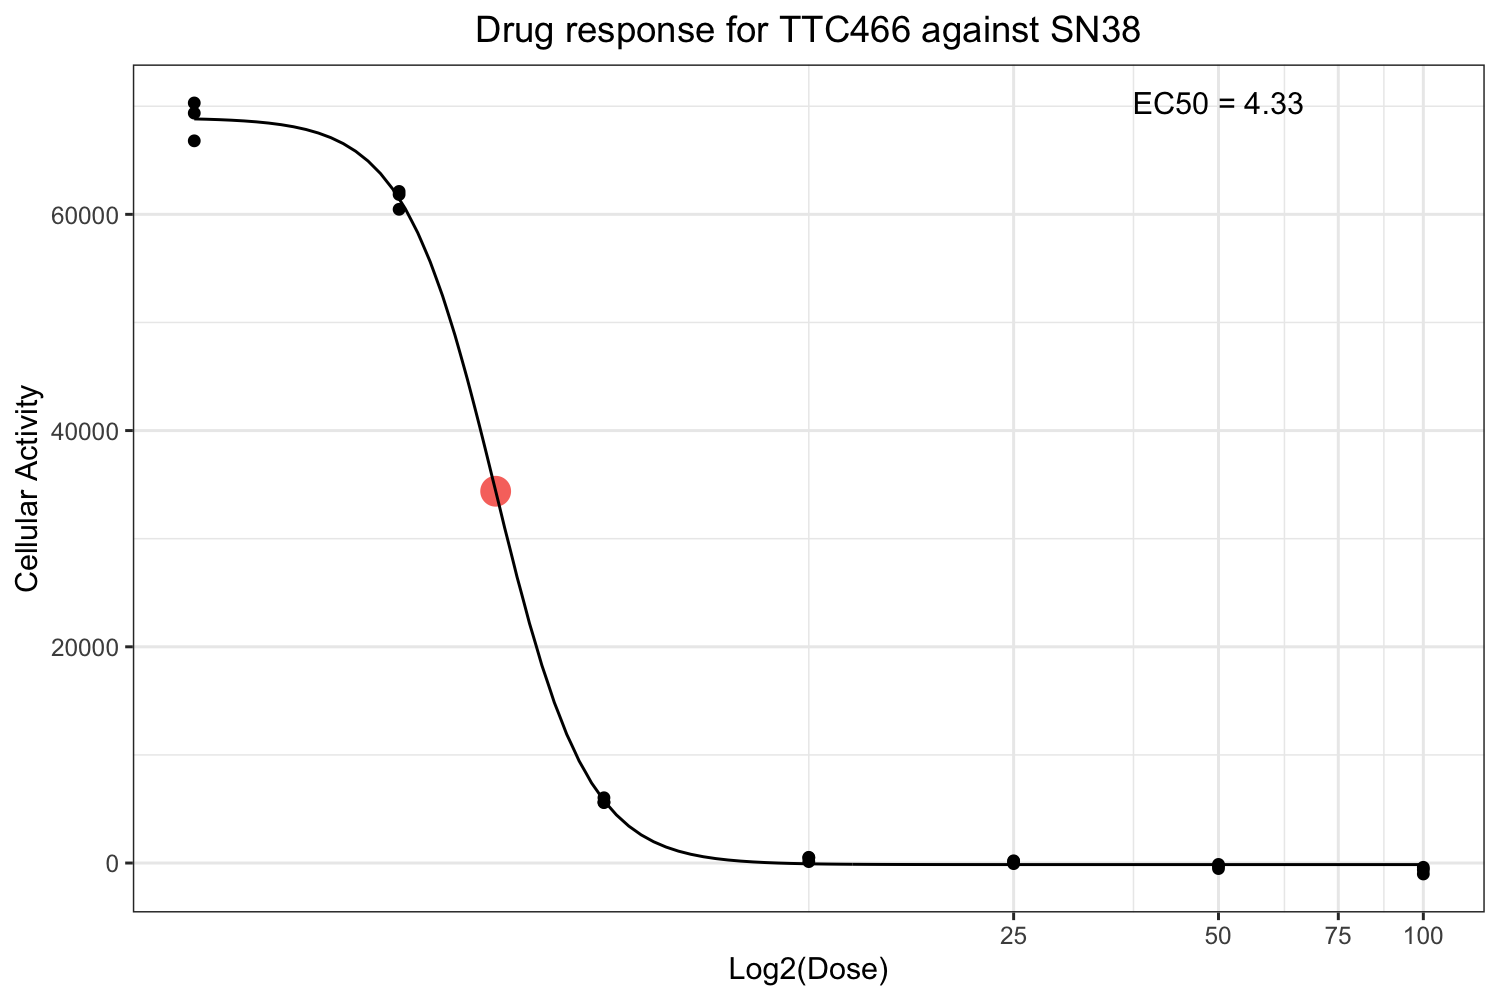 Drug response for TTC466 against SN38
EC50 = 4.33
60000
40000
20000
0
Cellular Activity
25 50 75 100
Log2(Dose)